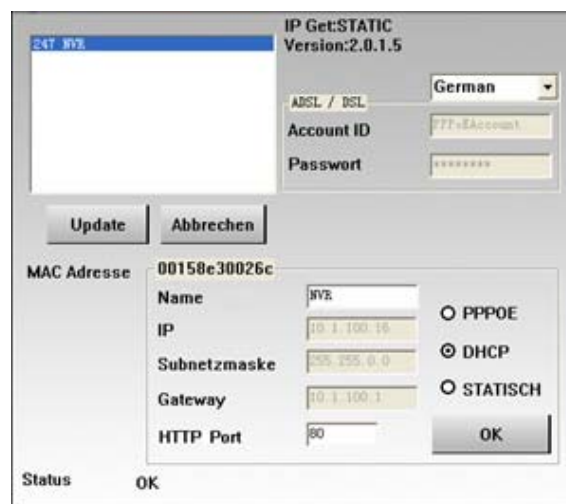 IP Get:STATIC
247 NVR
Version:2.0.1.5
German
ADSL / DSL
Account ID
PPPoEAccount
Passwort
********
Update
Abbrechen
MAC Adresse
00158e30026c
Name
NVR
IP
10.1.100.16
PPPOE
Subnetzmaske
255.255.0.0
DHCP
Gateway
10.1.100.1
STATISCH
HTTP Port
80
OK
Status
OK